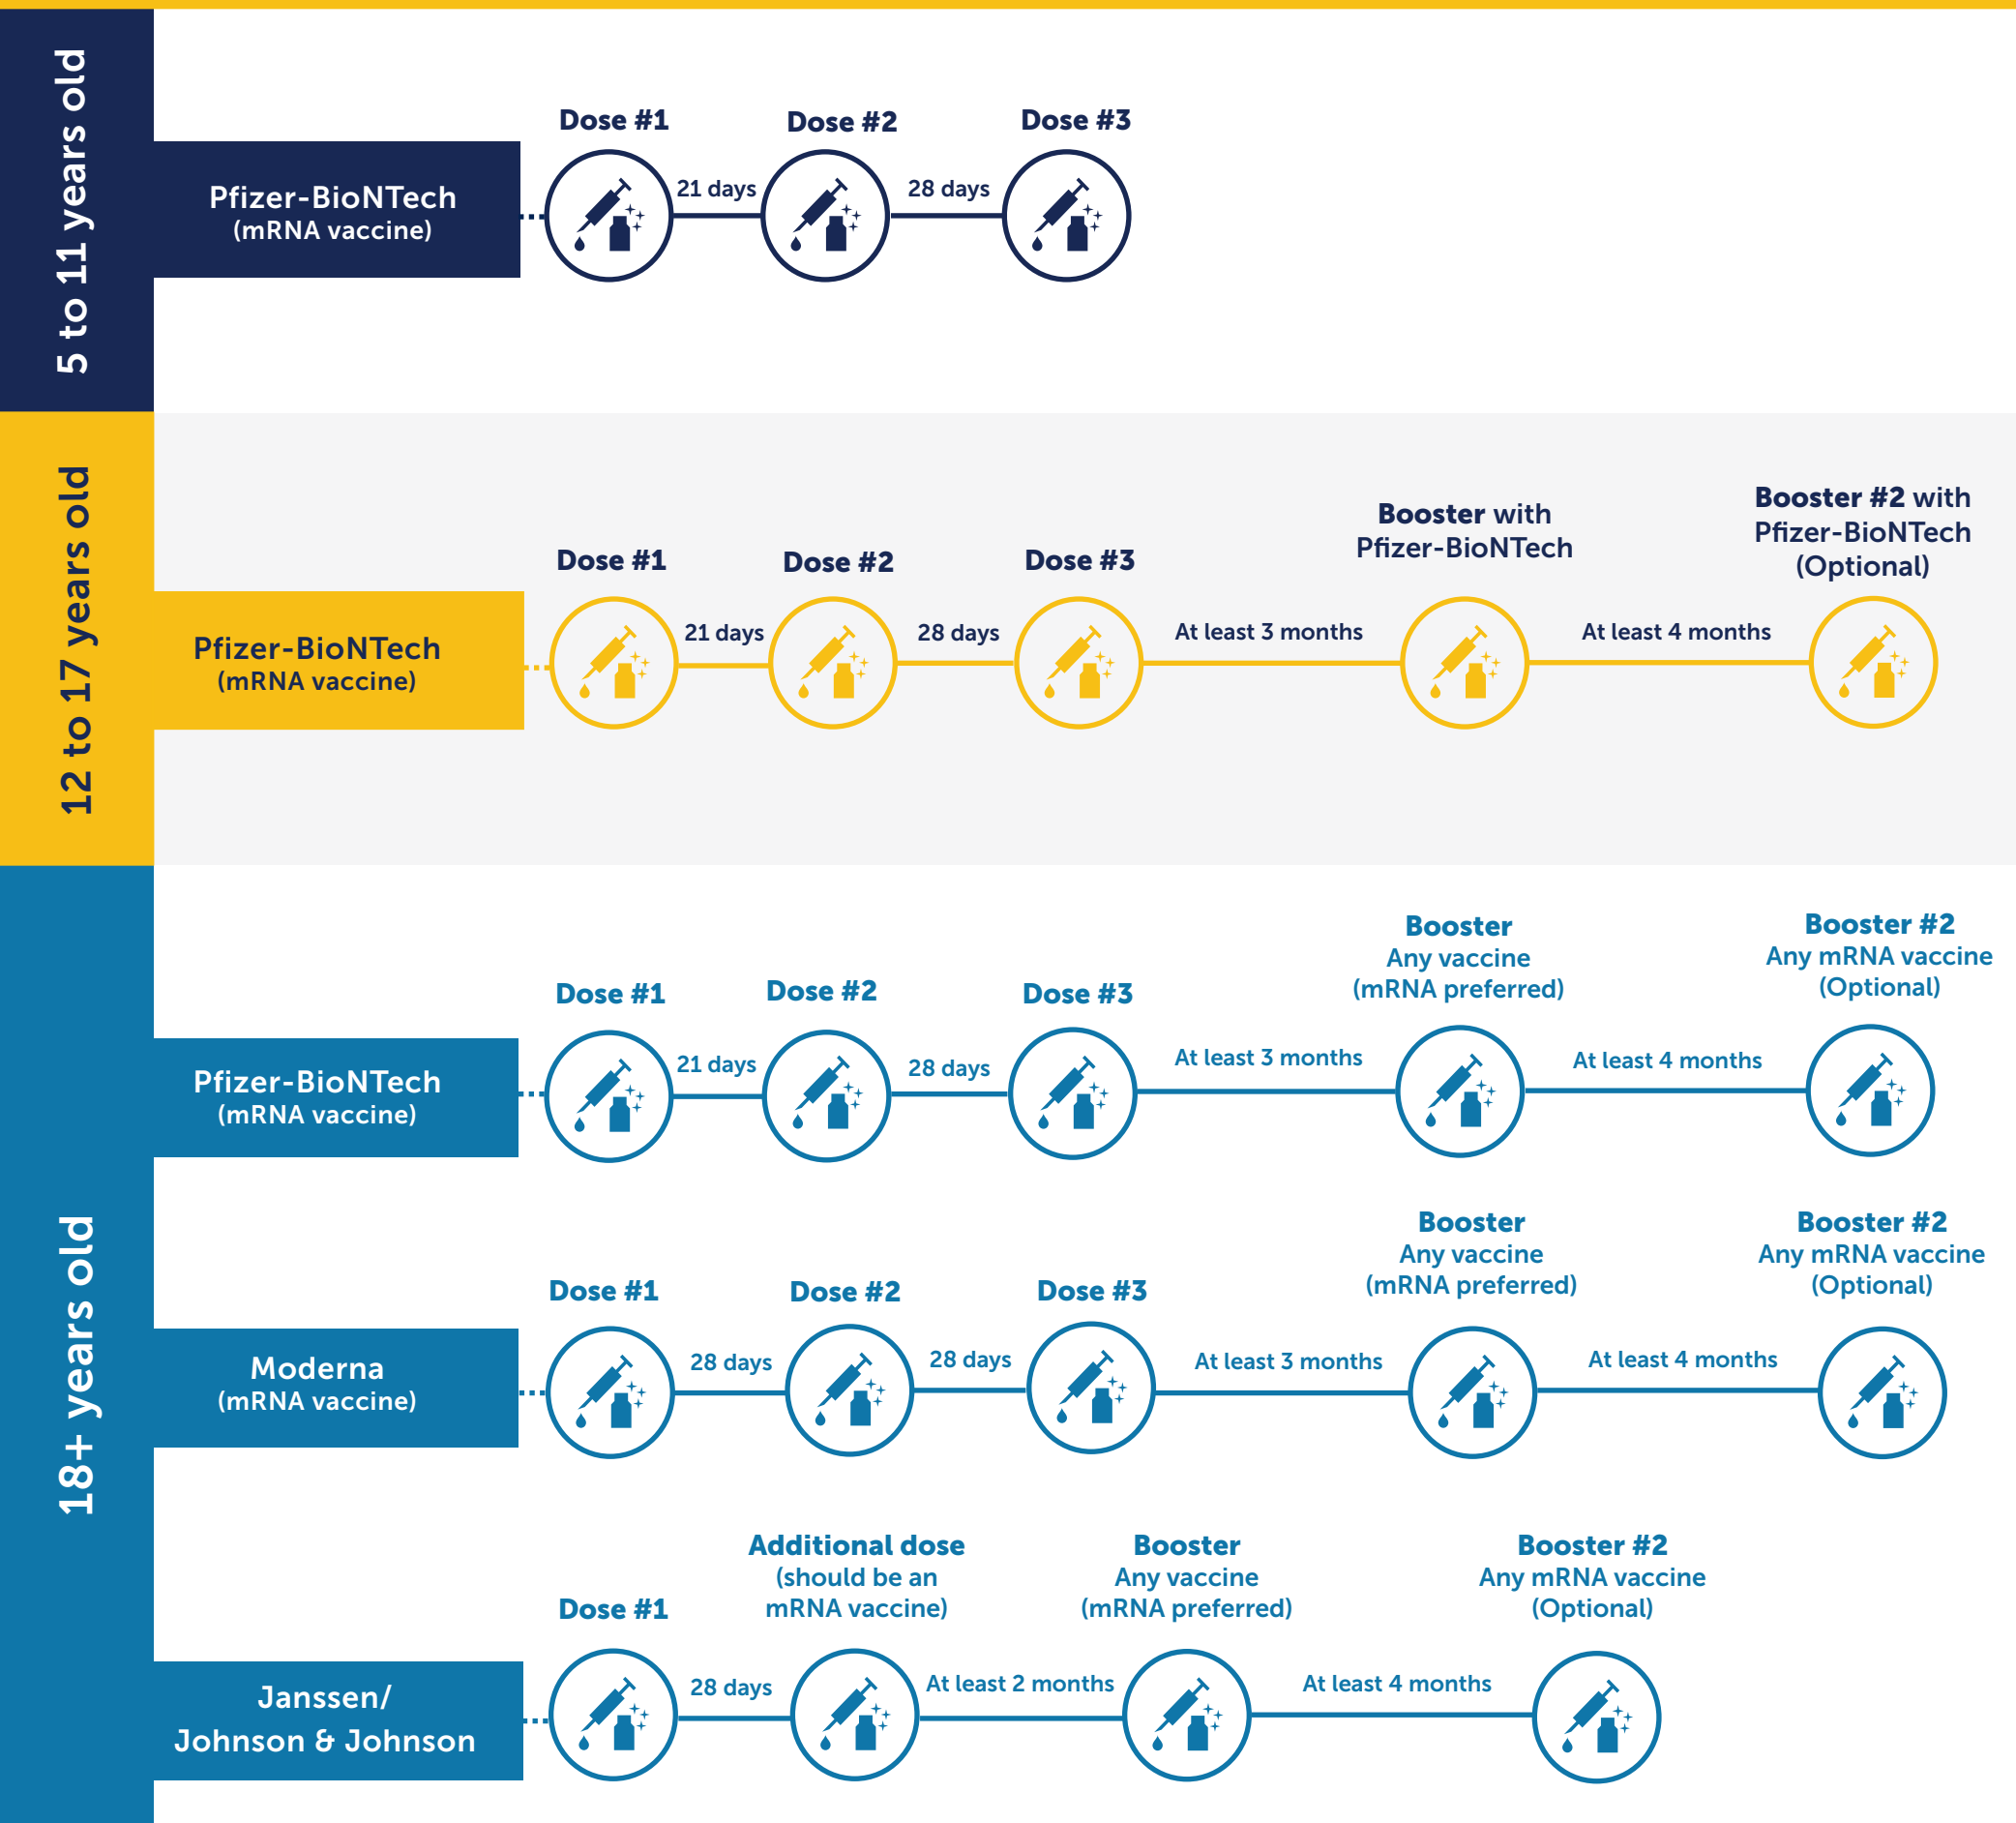 5 to 11 years old
Pfizer-BioNTech
(mRNA vaccine)
Dose #1
21 days
Dose #2
28 days
Dose #3
12 to 17 years old
Pfizer-BioNTech
(mRNA vaccine)
Dose #1
21 days
Dose #2
28 days
Dose #3
At least 3 months
Booster with
Pfizer-BioNTech
At least 4 months
Booster #2 with
Pfizer-BioNTech
(Optional)
18+ years old
Pfizer-BioNTech
(mRNA vaccine)
Dose #1
21 days
Dose #2
28 days
Dose #3
At least 3 months
Booster
Any vaccine
(mRNA preferred)
At least 4 months
Booster #2
Any mRNA vaccine
(Optional)
Moderna
(mRNA vaccine)
Dose #1
28 days
Dose #2
28 days
Dose #3
At least 3 months
Booster
Any vaccine
(mRNA preferred)
At least 4 months
Booster #2
Any mRNA vaccine
(Optional)
Janssen/
Johnson & Johnson
Dose #1
28 days
Additional dose
(should be an
mRNA vaccine)
At least 2 months
Booster
Any vaccine
(mRNA preferred)
At least 4 months
Booster #2
Any mRNA vaccine
(Optional)